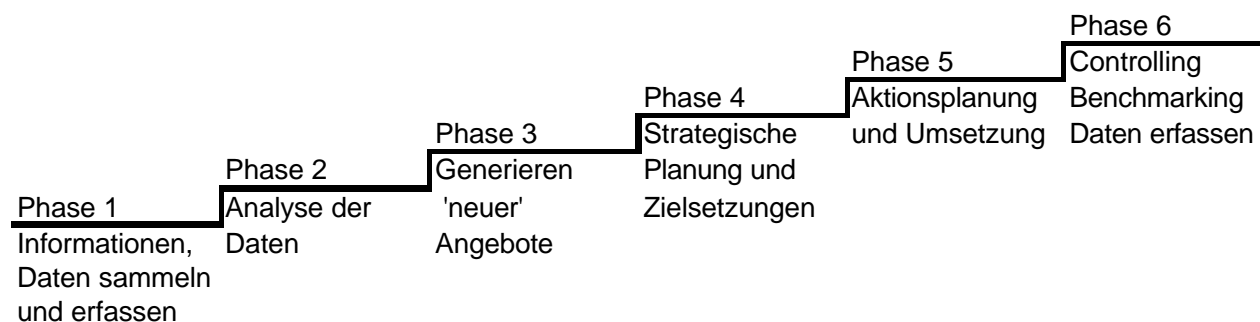 Phase 1
Informationen,
Daten sammeln
und erfassen
Phase 2
Analyse der
Daten
Phase 3
Generieren
'neuer'
Angebote
Phase 4
Strategische
Planung und
Zielsetzungen
Phase 5
Aktionsplanung
und Umsetzung
Phase 6
Controlling
Benchmarking
Daten erfassen